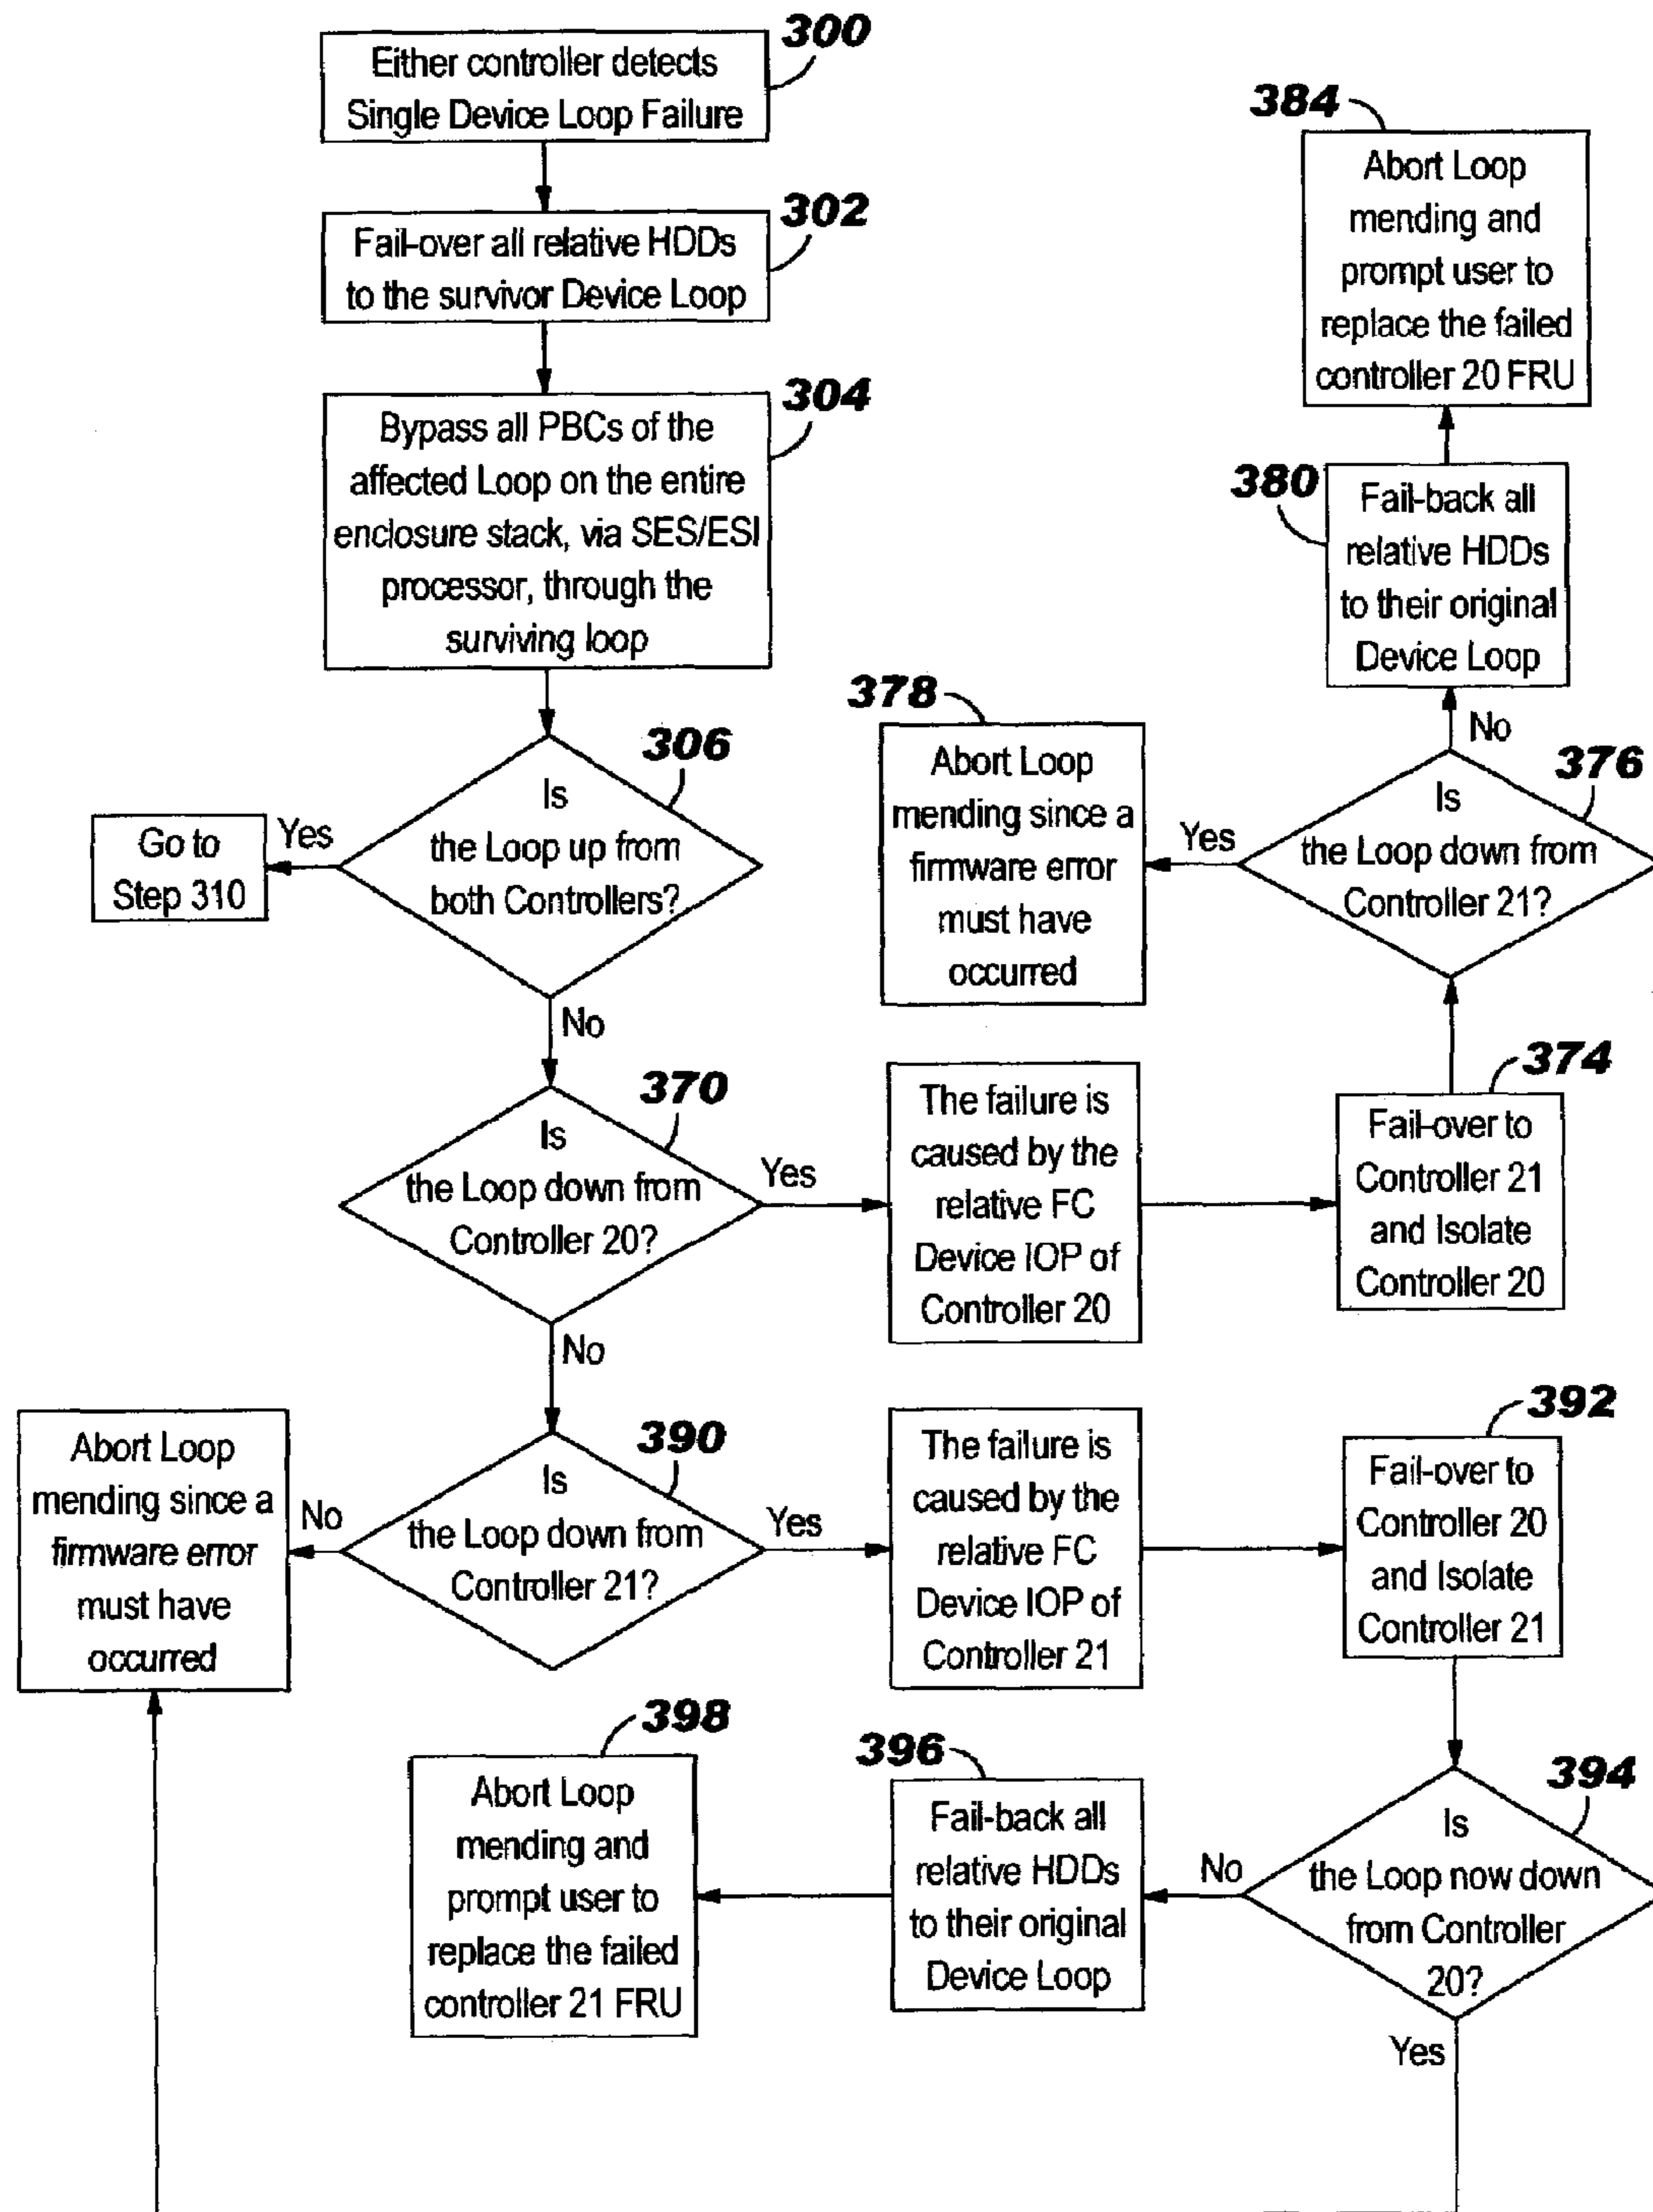 300
Either controller detects
Single Device Loop Failure
302
Fail-over all relative HDDs
to the survivor Device Loop
304
Bypass all PBCs of the
affected Loop on the entire
enclosure stack, via SES/ESI
processor, through the
surviving loop
306
Is
the Loop up from
both Controllers?
Yes
Go to
Step 310
No
370
Is
the Loop down from
Controller 20?
Yes
The failure is
caused by the
relative FC
Device IOP of
Controller 20
374
Fail-over to
Controller 21
and Isolate
Controller 20
376
Is
the Loop down from
Controller 21?
Yes
378
Abort Loop
mending since a
firmware error
must have
occurred
No
380
Fail-back all
relative HDDs
to their original
Device Loop
384
Abort Loop
mending and
prompt user to
replace the failed
controller 20 FRU
No
390
Is
the Loop down from
Controller 21?
No
Abort Loop
mending since a
firmware error
must have
occurred
Yes
The failure is
caused by the
relative FC
Device IOP of
Controller 21
392
Fail-over to
Controller 20
and Isolate
Controller 21
394
Is
the Loop now down
from Controller
20?
Yes
No
396
Fail-back all
relative HDDs
to their original
Device Loop
398
Abort Loop
mending and
prompt user to
replace the failed
controller 21 FRU